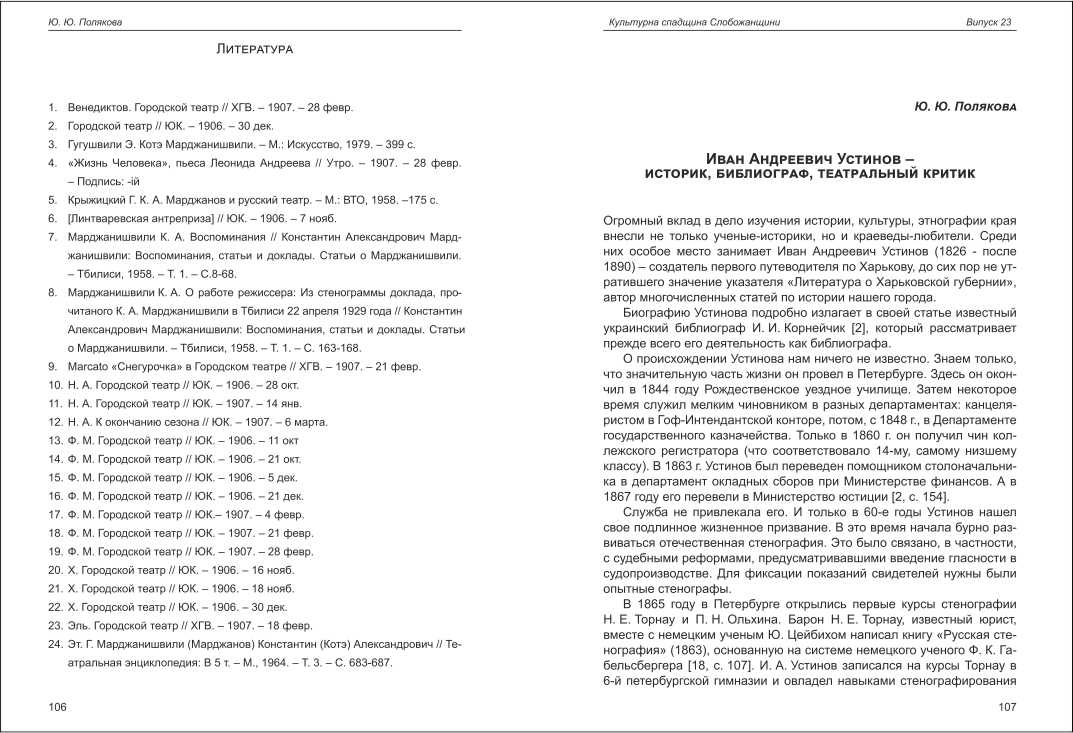 Ю. Ю. Полякова
Литература
1. Венедиктов. Городской театр // ХГВ. – 1907. – 28 февр.
2. Городской театр // ЮК. – 1906. – 30 дек.
3. Гугушвили Э. Котэ Марджанишвили. – М.: Искусство, 1979. – 399 с.
4. «Жизнь Человека», пьеса Леонида Андреева // Утро. – 1907. – 28 февр.
– Подпись: -ій
5. Крыжицкий Г. К. А. Марджанов и русский театр. – М.: ВТО, 1958. –175 с.
6. [Линтваревская антреприза] // ЮК. – 1906. – 7 нояб.
7. Марджанишвили К. А. Воспоминания // Константин Александрович Мард-
жанишвили: Воспоминания, статьи и доклады. Статьи о Марджанишвили.
– Тбилиси, 1958. – Т. 1. – С.8-68.
8. Марджанишвили К. А. О работе режиссера: Из стенограммы доклада, про-
читаного К. А. Марджанишвили в Тбилиси 22 апреля 1929 года // Константин
Александрович Марджанишвили: Воспоминания, статьи и доклады. Статьи
о Марджанишвили. – Тбилиси, 1958. – Т. 1. – С. 163-168.
9. Marcato «Снегурочка» в Городском театре // ХГВ. – 1907. – 21 февр.
10. Н. А. Городской театр // ЮК. – 1906. – 28 окт.
11. Н. А. Городской театр // ЮК. – 1907. – 14 янв.
12. Н. А. К окончанию сезона // ЮК. – 1907. – 6 марта.
13. Ф. М. Городской театр // ЮК. – 1906. – 11 окт
14. Ф. М. Городской театр // ЮК. – 1906. – 21 окт.
15. Ф. М. Городской театр // ЮК. – 1906. – 5 дек.
16. Ф. М. Городской театр // ЮК. – 1906. – 21 дек.
17. Ф. М. Городской театр // ЮК.– 1907. – 4 февр.
18. Ф. М. Городской театр // ЮК. – 1907. – 21 февр.
19. Ф. М. Городской театр // ЮК. – 1907. – 28 февр.
20. Х. Городской театр // ЮК. – 1906. – 16 нояб.
21. Х. Городской театр // ЮК. – 1906. – 18 нояб.
22. Х. Городской театр // ЮК. – 1906. – 30 дек.
23. Эль. Городской театр // ХГВ. – 1907. – 18 февр.
24. Эт. Г. Марджанишвили (Марджанов) Константин (Котэ) Александрович // Те-
атральная энциклопедия: В 5 т. – М., 1964. – Т. 3. – С. 683-687.
106
Культурна спадщина Слобожанщини Випуск 23
Ю. Ю. Полякова
Иван Андреевич Устинов –
историк, библиограф, театральный критик
Огромный вклад в дело изучения истории, культуры, этнографии края
внесли не только ученые-историки, но и краеведы-любители. Среди
них особое место занимает Иван Андреевич Устинов (1826 - после
1890) – создатель первого путеводителя по Харькову, до сих пор не ут-
ратившего значение указателя «Литература о Харьковской губернии»,
автор многочисленных статей по истории нашего города.
Биографию Устинова подробно излагает в своей статье известный
украинский библиограф И. И. Корнейчик [2], который рассматривает
прежде всего его деятельность как библиографа.
О происхождении Устинова нам ничего не известно. Знаем только,
что значительную часть жизни он провел в Петербурге. Здесь он окон-
чил в 1844 году Рождественское уездное училище. Затем некоторое
время служил мелким чиновником в разных департаментах: канцеля-
ристом в Гоф-Интендантской конторе, потом, с 1848 г., в Департаменте
государственного казначейства. Только в 1860 г. он получил чин кол-
лежского регистратора (что соответствовало 14-му, самому низшему
классу). В 1863 г. Устинов был переведен помощником столоначальни-
ка в департамент окладных сборов при Министерстве финансов. А в
1867 году его перевели в Министерство юстиции [2, с. 154].
Служба не привлекала его. И только в 60-е годы Устинов нашел
свое подлинное жизненное призвание. В это время начала бурно раз-
виваться отечественная стенография. Это было связано, в частности,
с судебными реформами, предусматривавшими введение гласности в
судопроизводстве. Для фиксации показаний свидетелей нужны были
опытные стенографы.
В 1865 году в Петербурге открылись первые курсы стенографии
Н. Е. Торнау и П. Н. Ольхина. Барон Н. Е. Торнау, известный юрист,
вместе с немецким ученым Ю. Цейбихом написал книгу «Русская сте-
нография» (1863), основанную на системе немецкого ученого Ф. К. Га-
бельсбергера [18, с. 107]. И. А. Устинов записался на курсы Торнау в
6-й петербургской гимназии и овладел навыками стенографирования
107